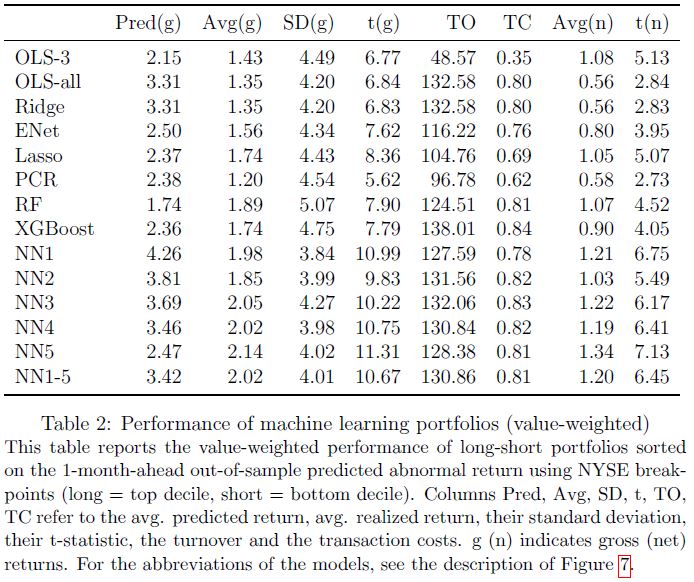 Pred(g) Avg(g) SD(g) t(g) TO TC Avg(n) t(n)
OLS-3 2.15 1.43 4.49 6.77 48.57 0.35 1.08 5.13
OLS-all 3.31 1.35 4.20 6.84 132.58 0.80 0.56 2.84
Ridge 3.31 1.35 4.20 6.83 132.58 0.80 0.56 2.83
ENet 2.50 1.56 4.34 7.62 116.22 0.76 0.80 3.95
Lasso 2.37 1.74 4.43 8.36 104.76 0.69 1.05 5.07
PCR 2.38 1.20 4.54 5.62 96.78 0.62 0.58 2.73
RF 1.74 1.89 5.07 7.90 124.51 0.81 1.07 4.52
XGBoost 2.36 1.74 4.75 7.79 138.01 0.84 0.90 4.05
NN1 4.26 1.98 3.84 10.99 127.59 0.78 1.21 6.75
NN2 3.81 1.85 3.99 9.83 131.56 0.82 1.03 5.49
NN3 3.69 2.05 4.27 10.22 132.06 0.83 1.22 6.17
NN4 3.46 2.02 3.98 10.75 130.84 0.82 1.19 6.41
NN5 2.47 2.14 4.02 11.31 128.38 0.81 1.34 7.13
NN1-5 3.42 2.02 4.01 10.67 130.86 0.81 1.20 6.45
Table 2: Performance of machine learning portfolios (value-weighted)
This table reports the value-weighted performance of long-short portfolios sorted
on the 1-month-ahead out-of-sample predicted abnormal return using NYSE break-
points (long = top decile, short = bottom decile). Columns Pred, Avg, SD, t, TO,
TC refer to the avg. predicted return, avg. realized return, their standard deviation,
their t-statistic, the turnover and the transaction costs. g (n) indicates gross (net)
returns. For the abbreviations of the models, see the description of Figure 7.